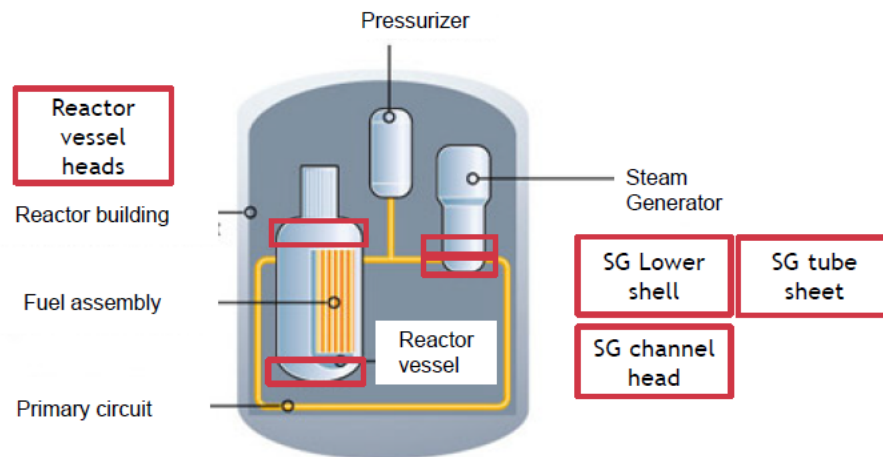 Pressurizer
Reactor
vessel
heads
Reactor building
Steam
Generator
SG Lower
shell
SG tube
sheet
Fuel assembly
Reactor
vessel
SG channel
head
Primary circuit